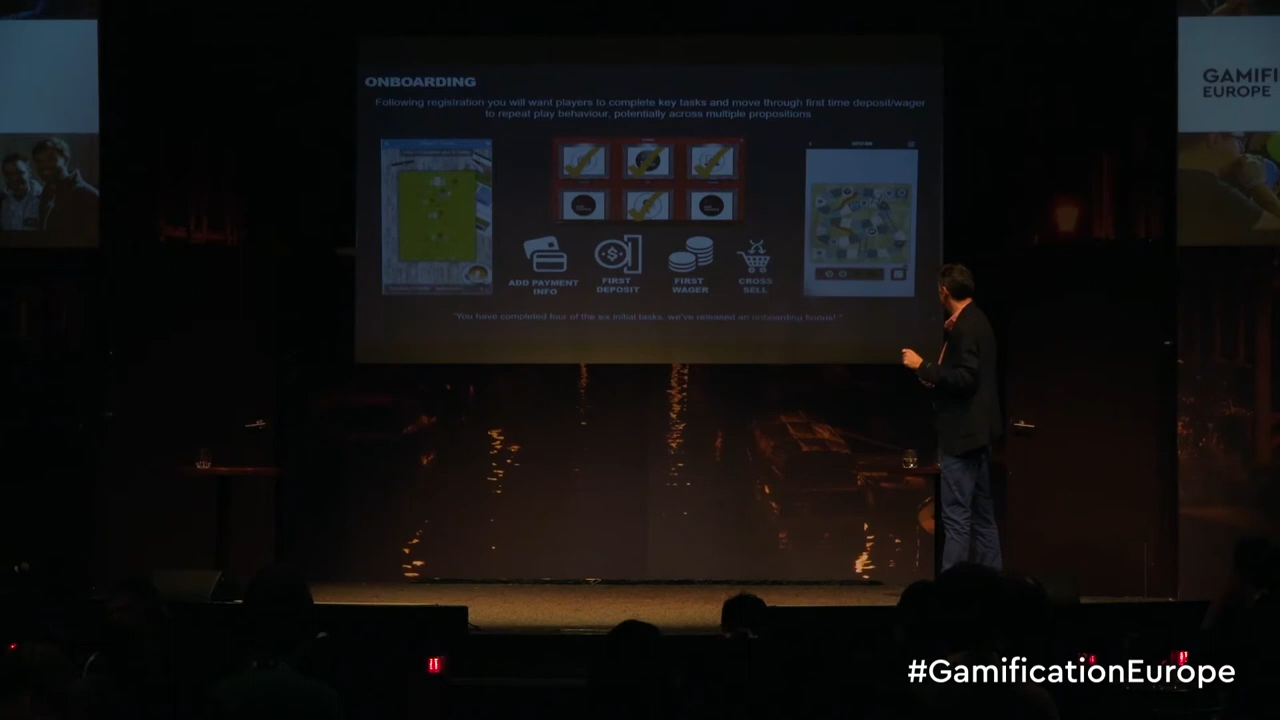 ONBOARDING
Following registration you will want players to complete key tasks and move through first time deposit/wager
to repeat play behaviour, potentially across multiple propositions
ADD PAYMENT
INFO
FIRST
DEPOSIT
FIRST
WAGER
CROSS
SELL
"You have completed four of the six initial tasks, we've released an onboarding bonus! "
GAMIFI
EUROPE
#GamificationEurope